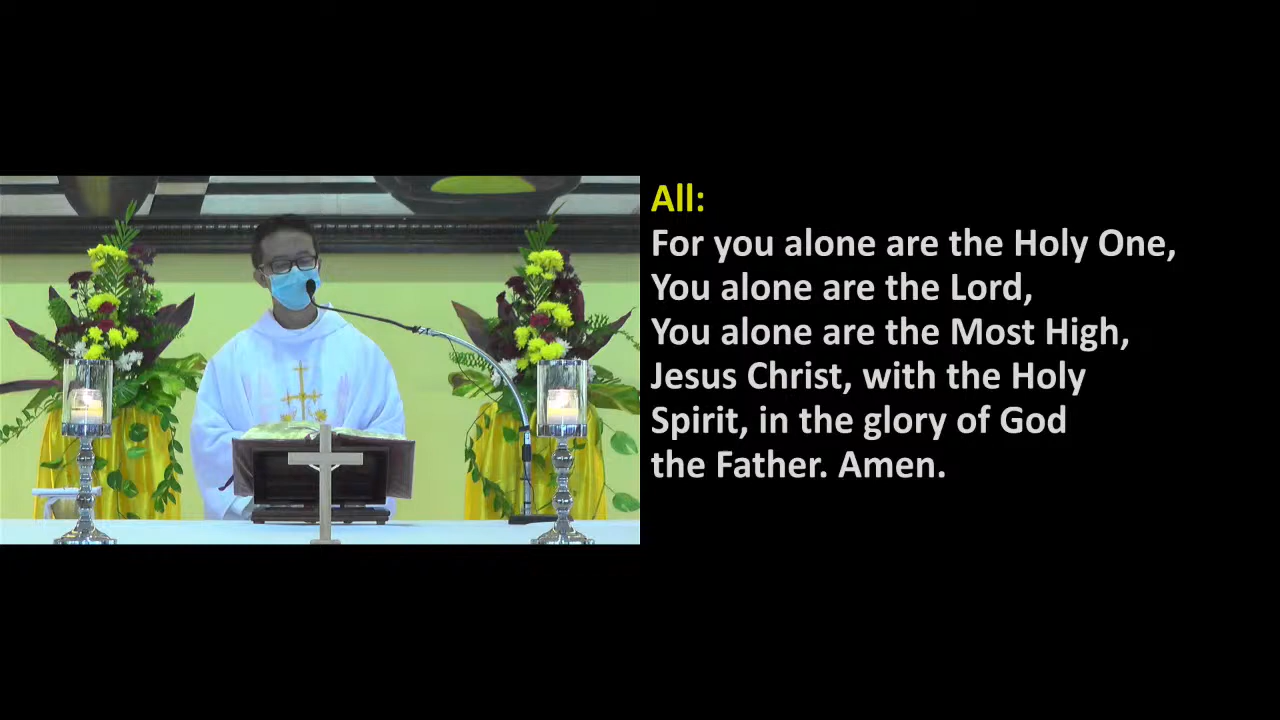 All:
For you alone are the Holy One,
You alone are the Lord,
You alone are the Most High,
Jesus Christ, with the Holy
Spirit, in the glory of God
the Father. Amen.